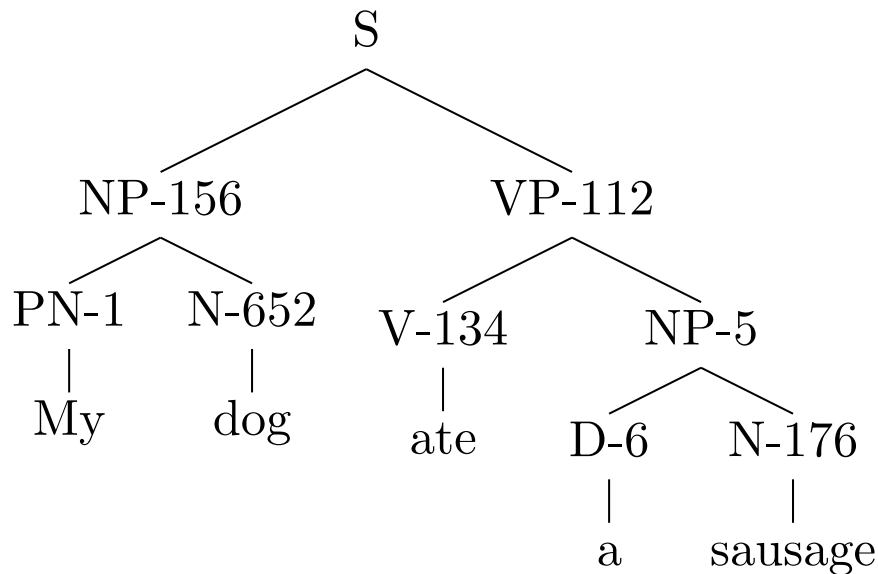 S
NP-156 VP-112
PN-1 N-652 V-134 NP-5
My dog ate D-6 N-176
a sausage